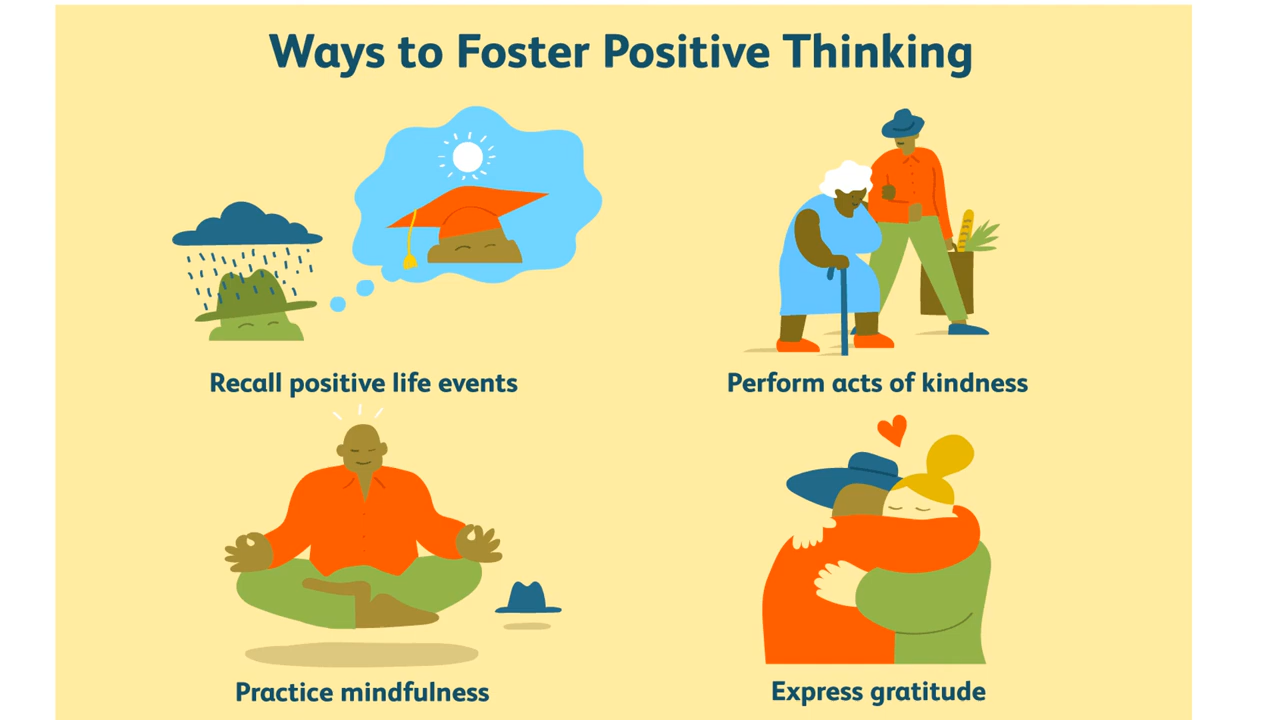 Ways to Foster Positive Thinking
Recall positive life events
Perform acts of kindness
Practice mindfulness
Express gratitude